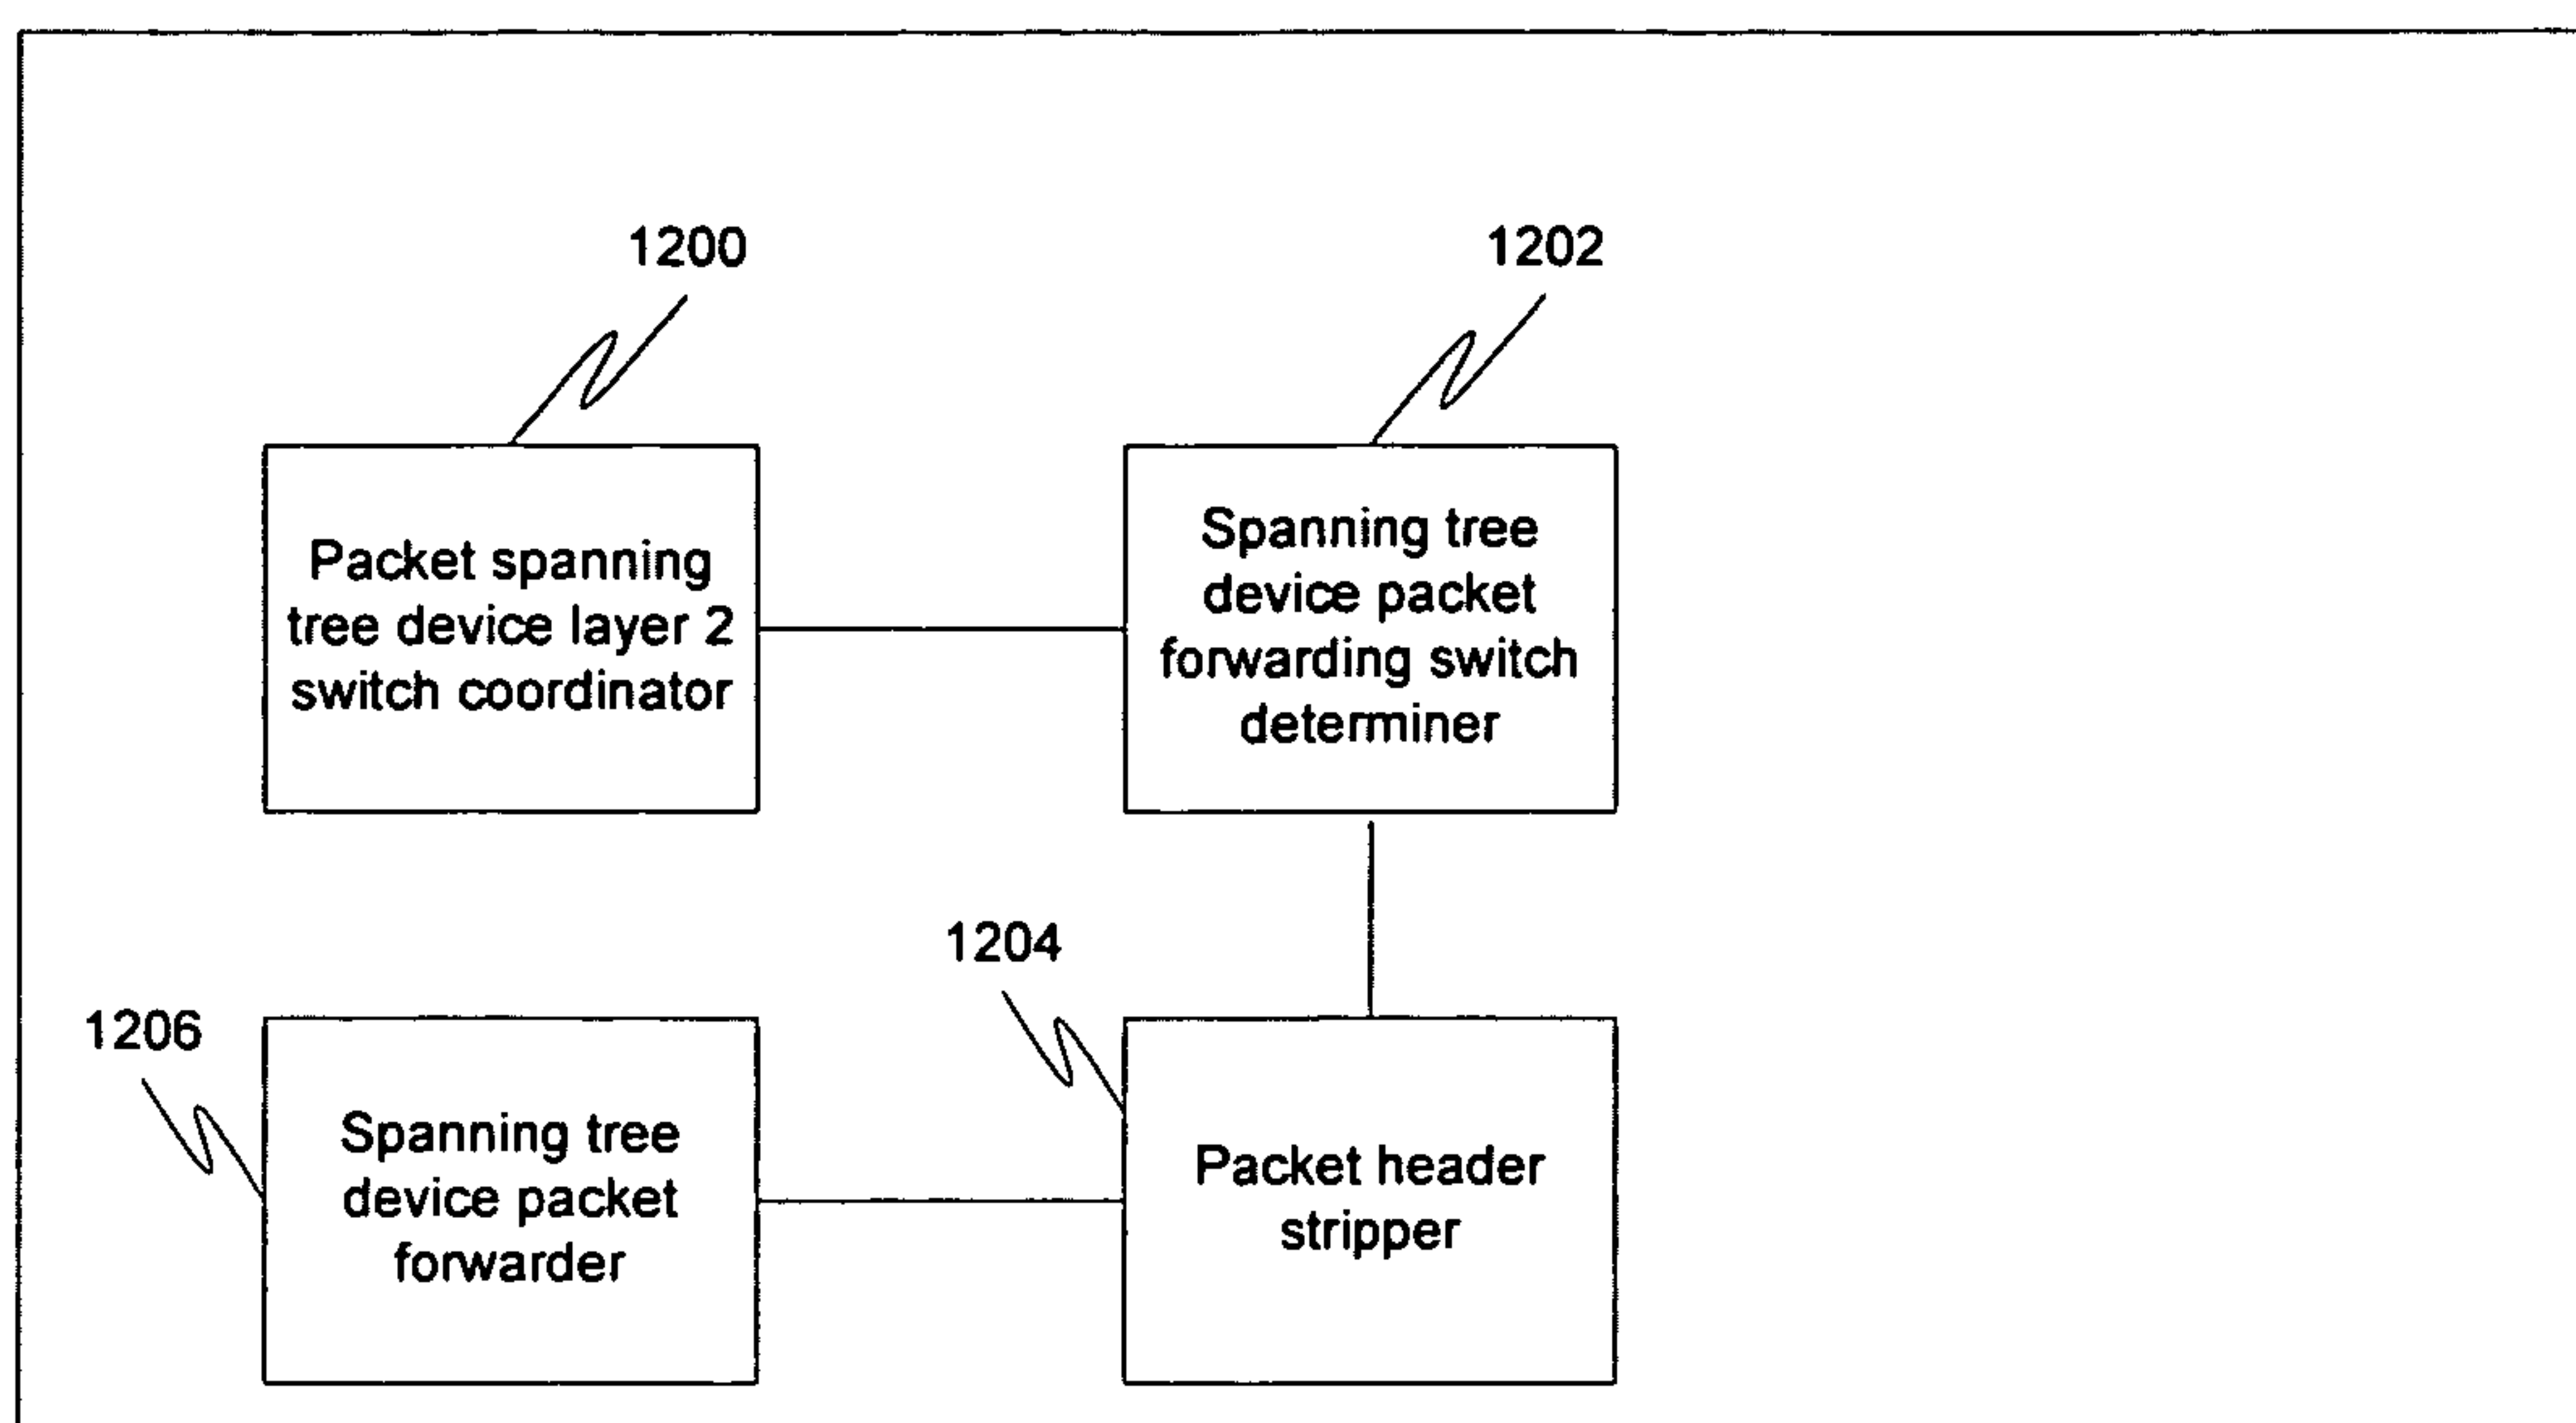 1200
1202
Packet spanning
tree device layer 2
switch coordinator
Spanning tree
device packet
forwarding switch
determiner
1204
1206
Spanning tree
device packet
forwarder
Packet header
stripper